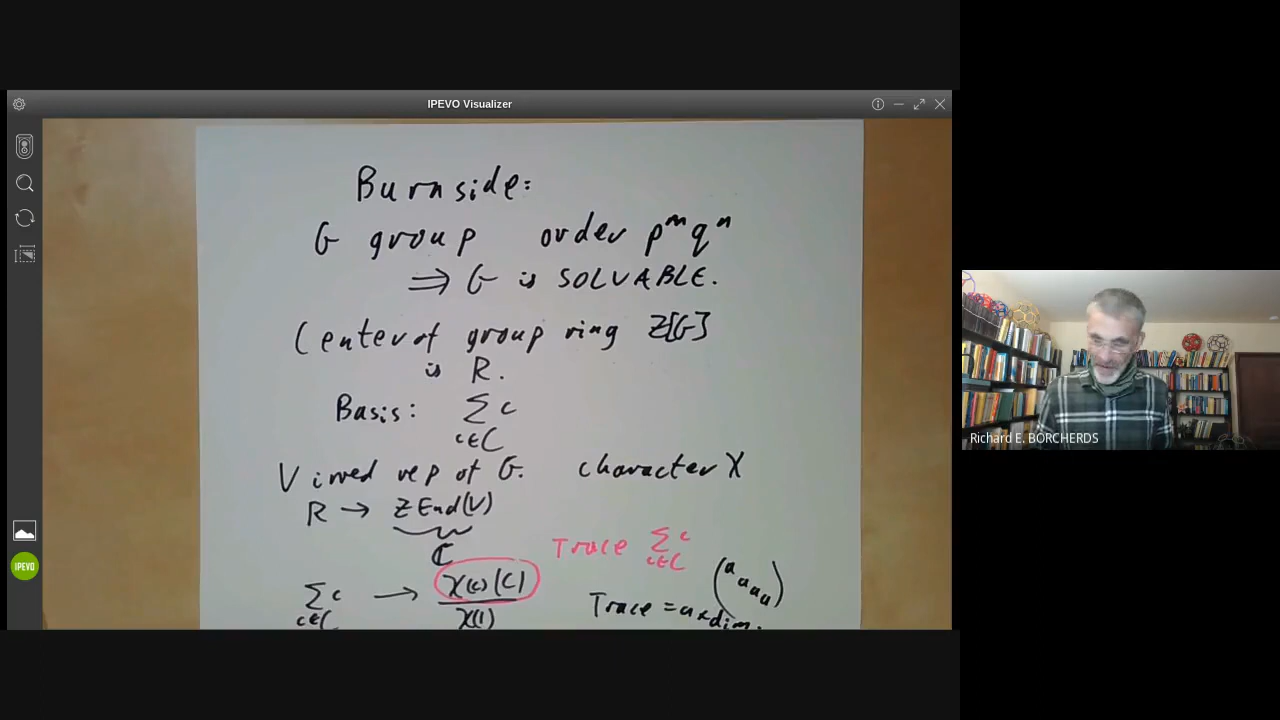 IPEVO Visualizer
Burnside:
G group order p^m q^n
⇒ G is SOLVABLE.
Center of group ring Z[G]
is R.
Basis: ∑ c
c∈C
V irred rep of G. character χ
R → Z End(V)
ℂ
Trace ∑ c
c∈C
∑ c → χ(c)|C|
c∈C χ(1)
(a a a a)
Trace = a × dim.
Richard E. BORCHERDS
IPEVO